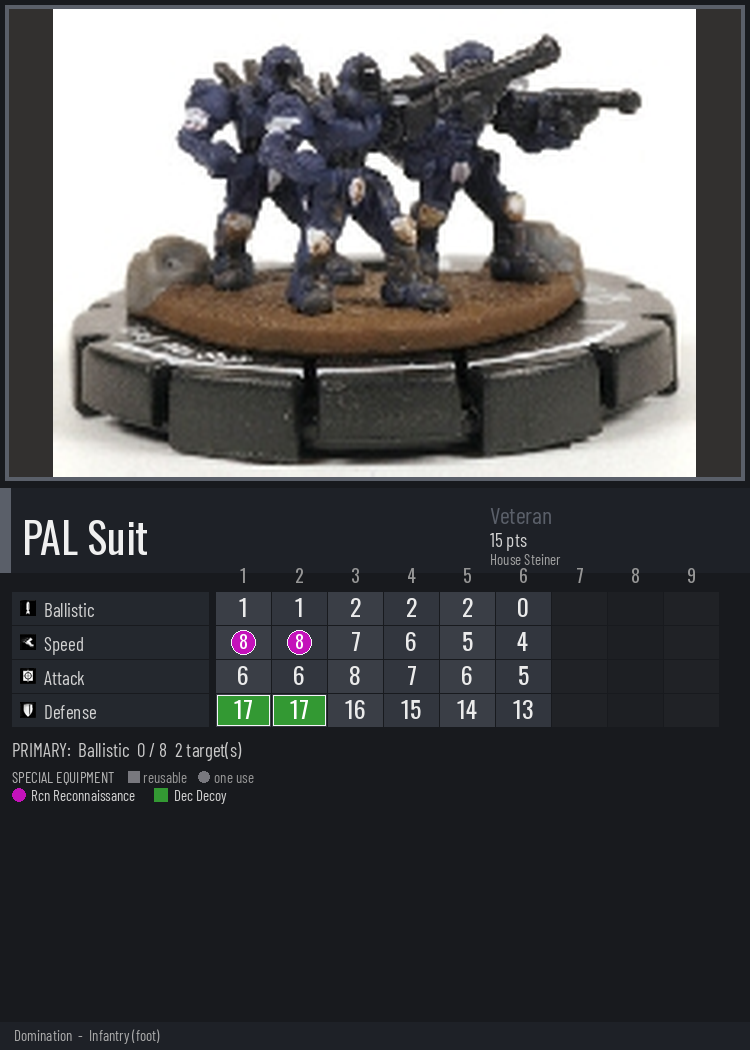 PAL Suit
Veteran
15 pts
House Steiner
1 2 3 4 5 6 7 8 9
Ballistic 1 1 2 2 2 0
Speed 8 8 7 6 5 4
Attack 6 6 8 7 6 5
Defense 17 17 16 15 14 13
PRIMARY: Ballistic 0 / 8 2 target(s)
SPECIAL EQUIPMENT reusable one use
Rcn Reconnaissance Dec Decoy
Domination - Infantry (foot)